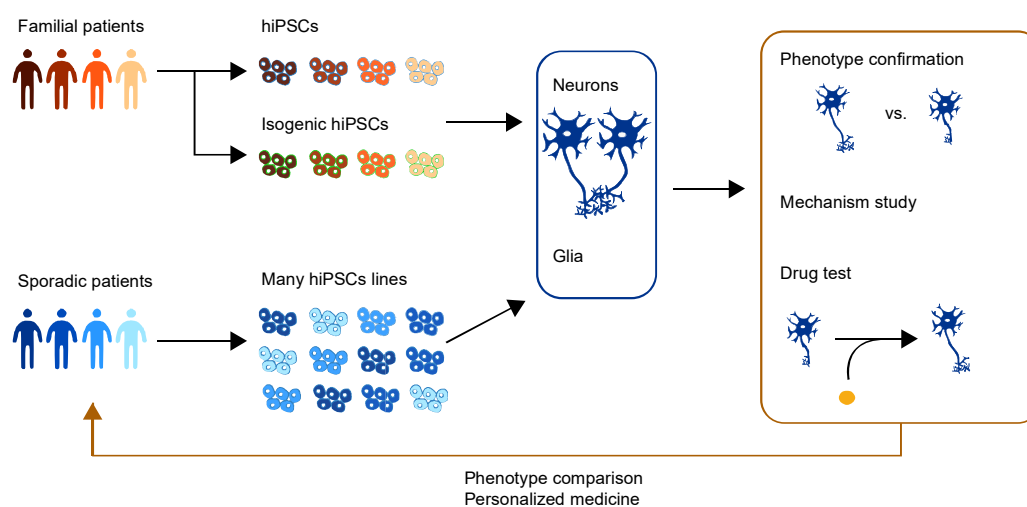 Familial patients
hiPSCs
Isogenic hiPSCs
Sporadic patients
Many hiPSCs lines
Neurons
Glia
Phenotype confirmation
vs.
Mechanism study
Drug test
Phenotype comparison
Personalized medicine